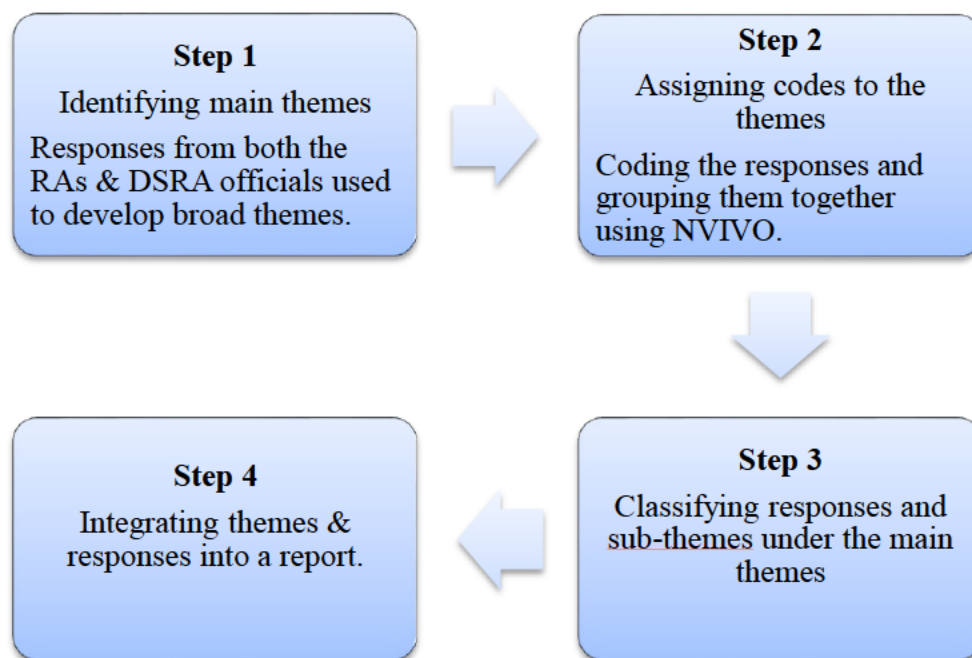 Step 1
Identifying main themes
Responses from both the
RAs & DSRA officials used
to develop broad themes.
Step 2
Assigning codes to the
themes
Coding the responses and
grouping them together
using NVIVO.
Step 3
Classifying responses and
sub-themes under the main
themes
Step 4
Integrating themes &
responses into a report.